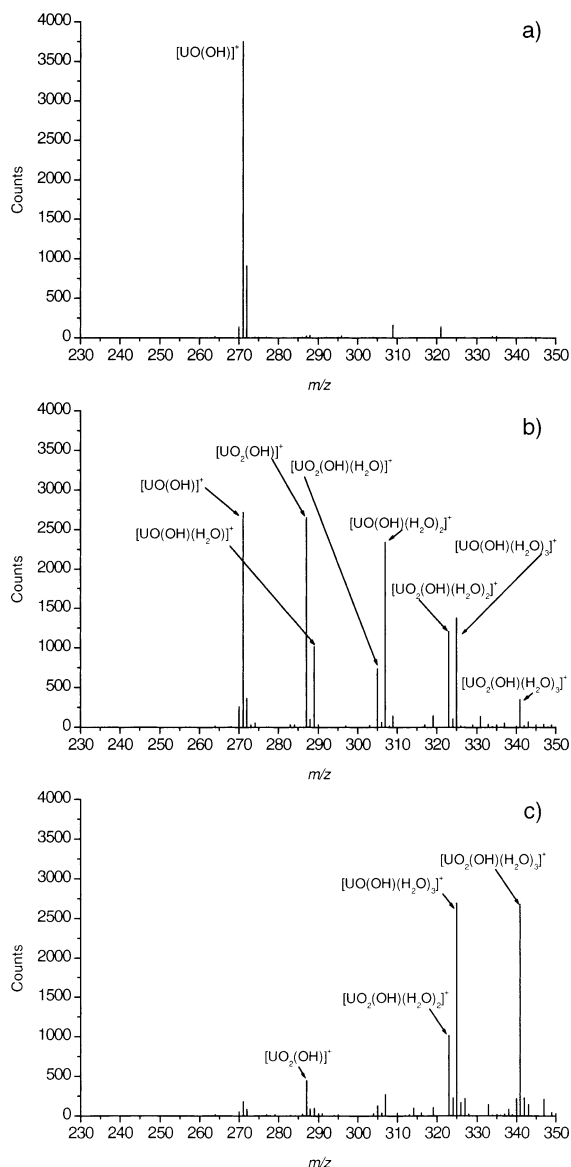 a)
[UO(OH)]⁺
4000
3500
3000
2500
2000
1500
1000
500
0
Counts
230 240 250 260 270 280 290 300 310 320 330 340 350
m/z
b)
[UO₂(OH)]⁺
[UO₂(OH)(H₂O)]⁺
[UO(OH)]⁺
[UO(OH)(H₂O)]⁺
[UO(OH)(H₂O)₂]⁺
[UO(OH)(H₂O)₃]⁺
[UO₂(OH)(H₂O)₂]⁺
[UO₂(OH)(H₂O)₃]⁺
4000
3500
3000
2500
2000
1500
1000
500
0
Counts
230 240 250 260 270 280 290 300 310 320 330 340 350
m/z
c)
[UO₂(OH)(H₂O)₃]⁺
[UO(OH)(H₂O)₃]⁺
[UO₂(OH)(H₂O)₂]⁺
[UO₂(OH)]⁺
4000
3500
3000
2500
2000
1500
1000
500
0
Counts
230 240 250 260 270 280 290 300 310 320 330 340 350
m/z